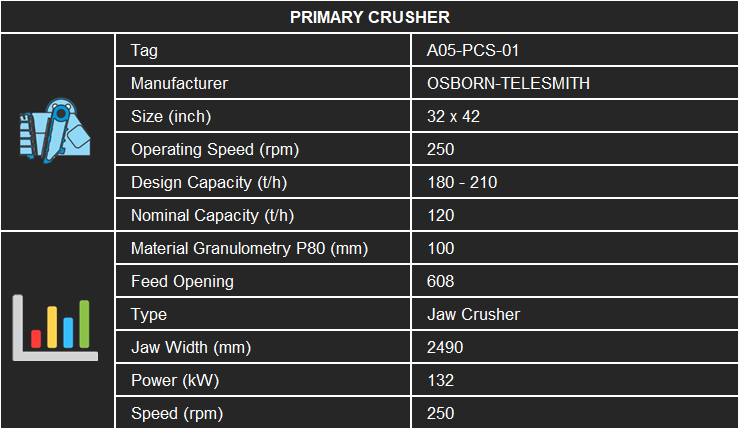 PRIMARY CRUSHER
Tag A05-PCS-01
Manufacturer OSBORN-TELESMITH
Size (inch) 32 x 42
Operating Speed (rpm) 250
Design Capacity (t/h) 180 - 210
Nominal Capacity (t/h) 120
Material Granulometry P80 (mm) 100
Feed Opening 608
Type Jaw Crusher
Jaw Width (mm) 2490
Power (kW) 132
Speed (rpm) 250